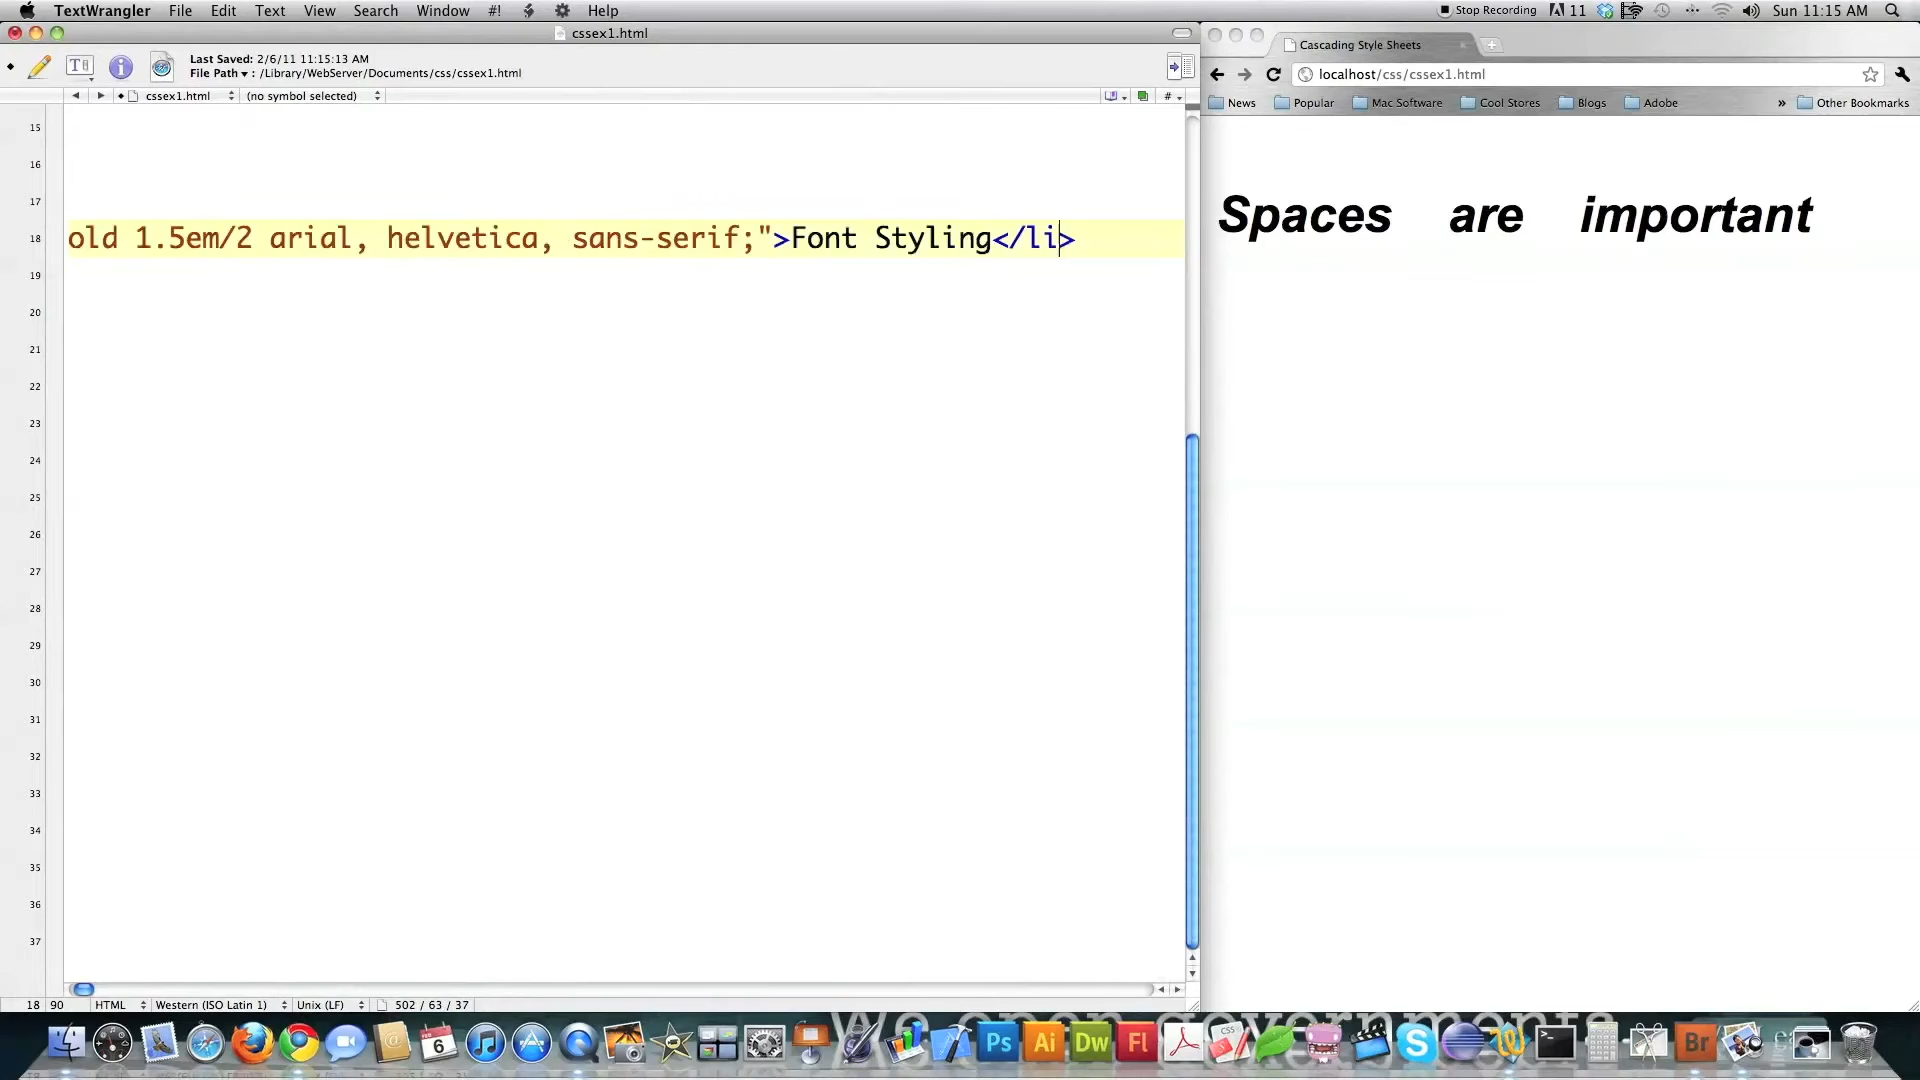 TextWrangler File Edit Text View Search Window #! Help Stop Recording 11 Sun 11:15 AM
cssex1.html
Last Saved: 2/6/11 11:15:13 AM
File Path ▾ : /Library/WebServer/Documents/css/cssex1.html
cssex1.html (no symbol selected) #
15
16
17
18 old 1.5em/2 arial, helvetica, sans-serif;">Font Styling</li>
19
20
21
22
23
24
25
26
27
28
29
30
31
32
33
34
35
36
37
18 90 HTML Western (ISO Latin 1) Unix (LF) 502 / 63 / 37
Cascading Style Sheets
localhost/css/cssex1.html
News Popular Mac Software Cool Stores Blogs Adobe » Other Bookmarks
Spaces are important
We open governments
FEB
6
Ps Ai Dw Fl CSS Br